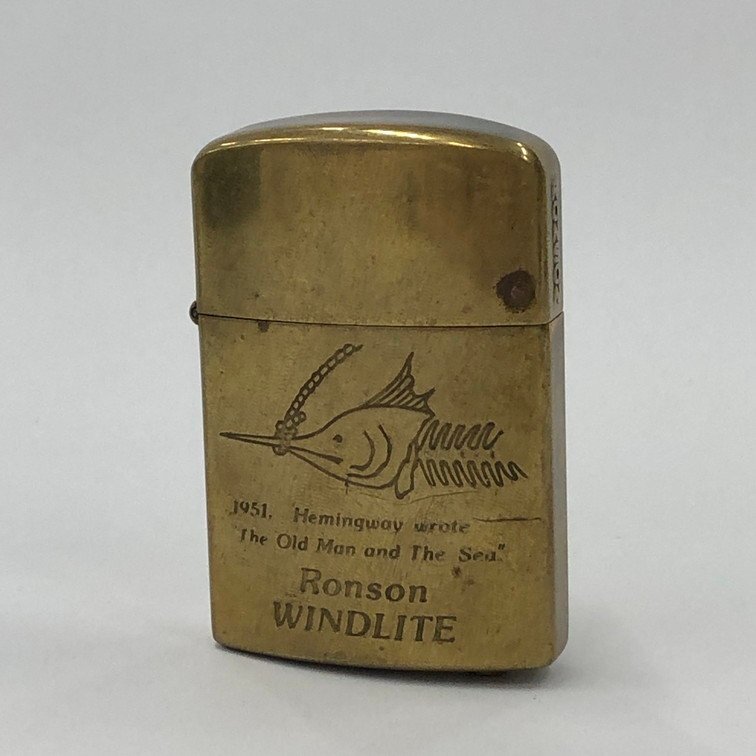 1951. Hemingway wrote
"The Old Man and The Sea".
Ronson
WINDLITE